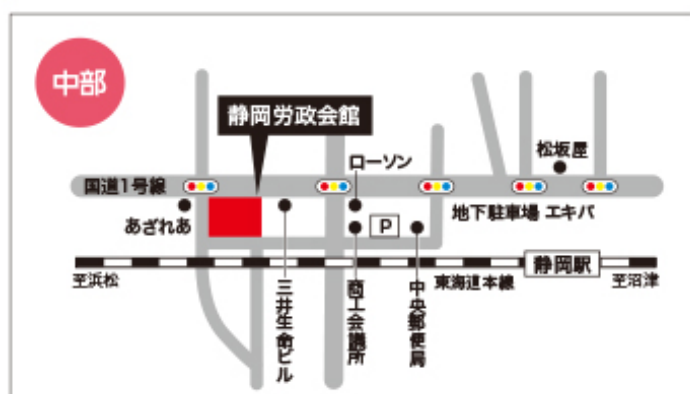 中部
静岡労政会館
ローソン
松坂屋
国道1号線
あざれあ
P
地下駐車場 エキパ
至浜松
東海道本線
静岡駅
至沼津
三井生命ビル
商工会議所
中央郵便局